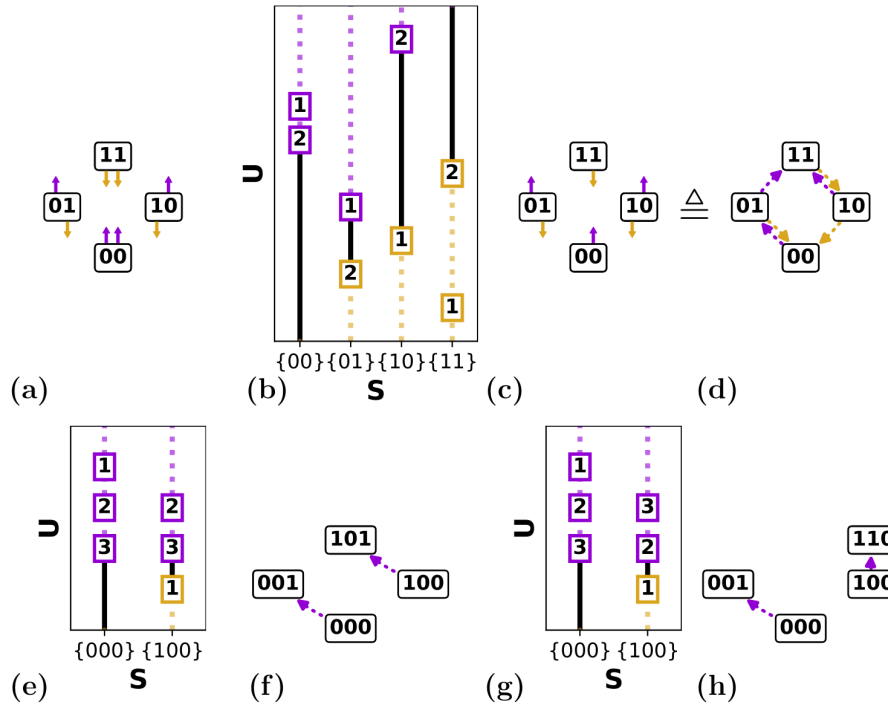 11
01 10
00
(a)
U
1
2
1
2
2
1
2
1
{00} {01} {10} {11}
S
(b)
11
01 10
00
(c)
≜
11
01 10
00
(d)
U
1
2 2
3 3
1
{000} {100}
S
(e)
101
001 100
000
(f)
U
1
2 3
3 2
1
{000} {100}
S
(g)
110
001 100
000
(h)